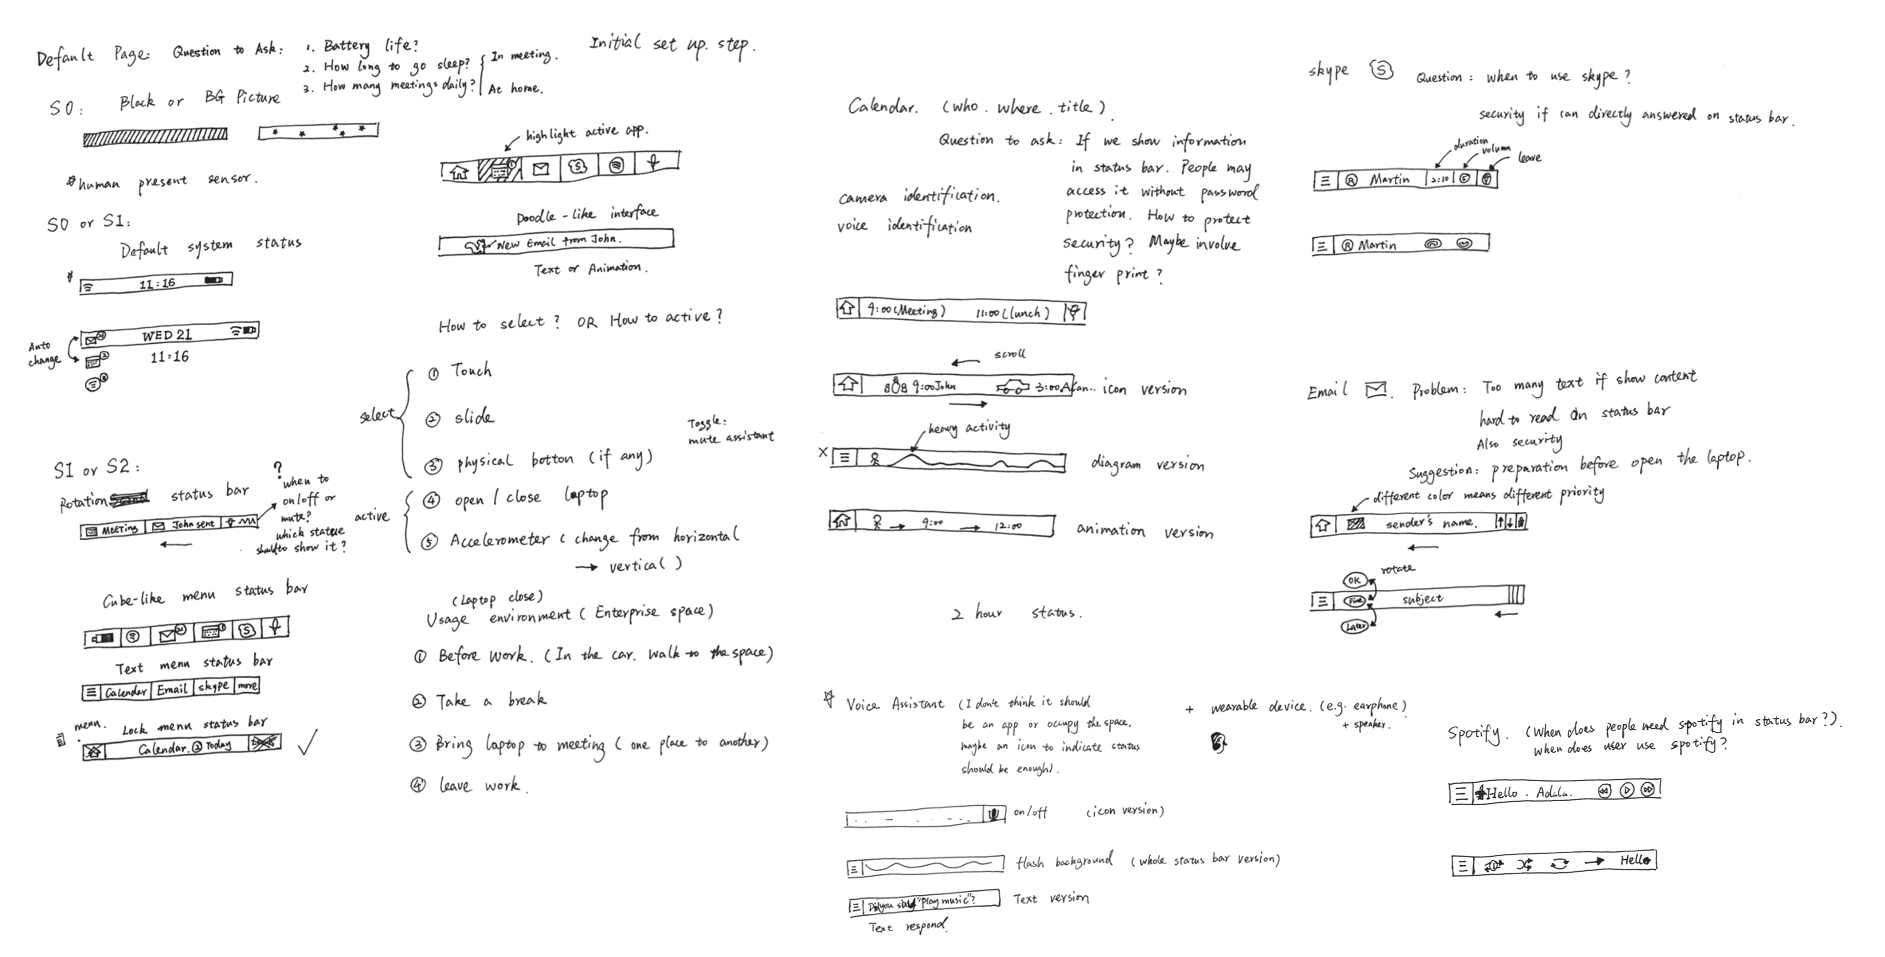 Default Page: Question to Ask: 1. Battery life?
2. How long to go sleep?
3. How many meetings daily?
In meeting.
At home.
Initial set up. step.
S0: Black or BG Picture
*human present sensor.
S0 or S1:
Default system status
11:16
Auto change
WED 21
11:16
S1 or S2:
Rotation status bar
Meeting John sent
?
when to
on/off or
mute?
which statue
should to show it?
Cube-like menu status bar
Text menu status bar
Calendar Email skype more
menu.
Lock menu status bar
Calendar. 2 Today
highlight active app.
Doodle-like interface
New Email from John.
Text or Animation.
How to select? OR How to active?
select
① Touch
② slide
③ physical botton (if any)
Toggle:
mute assistant
active
④ open / close laptop
⑤ Accelerometer ( change from horizontal
→ vertical )
(Laptop close)
Usage environment ( Enterprise space)
① Before work. (In the car. walk to the space)
② Take a break
③ Bring laptop to meeting ( one place to another)
④ leave work.
Calendar. (who. where. title).
Question to ask: If we show information
in status bar. People may
access it without password
protection. How to protect
security? Maybe involve
finger print?
camera identification.
voice identification
9:00(Meeting) 11:00(lunch)
← scroll
9:00John 3:00 icon version
→
heavy activity
x
diagram version
→ 9:00 → 12:00 animation version
2 hour status.
Voice Assistant (I don't think it should
be an app or occupy the space,
maybe an icon to indicate status
should be enough).
+ wearable device. (e.g. earphone)
+ speaker.
on/off (icon version)
flash background (whole status bar version)
Did you say "Play music"? Text version
Text respond.
skype S Question: when to use skype?
security if can directly answered on status bar.
duration
volumn
leave
R Martin 2:10
R Martin
Email Problem: Too many text if show content
hard to read on status bar
Also security
Suggestion: preparation before open the laptop.
different color means different priority
sender's name.
←
rotate
OK
subject
Later
←
Spotify. (When does people need spotify in status bar?).
when does user use spotify?
Hello.
→ Hello